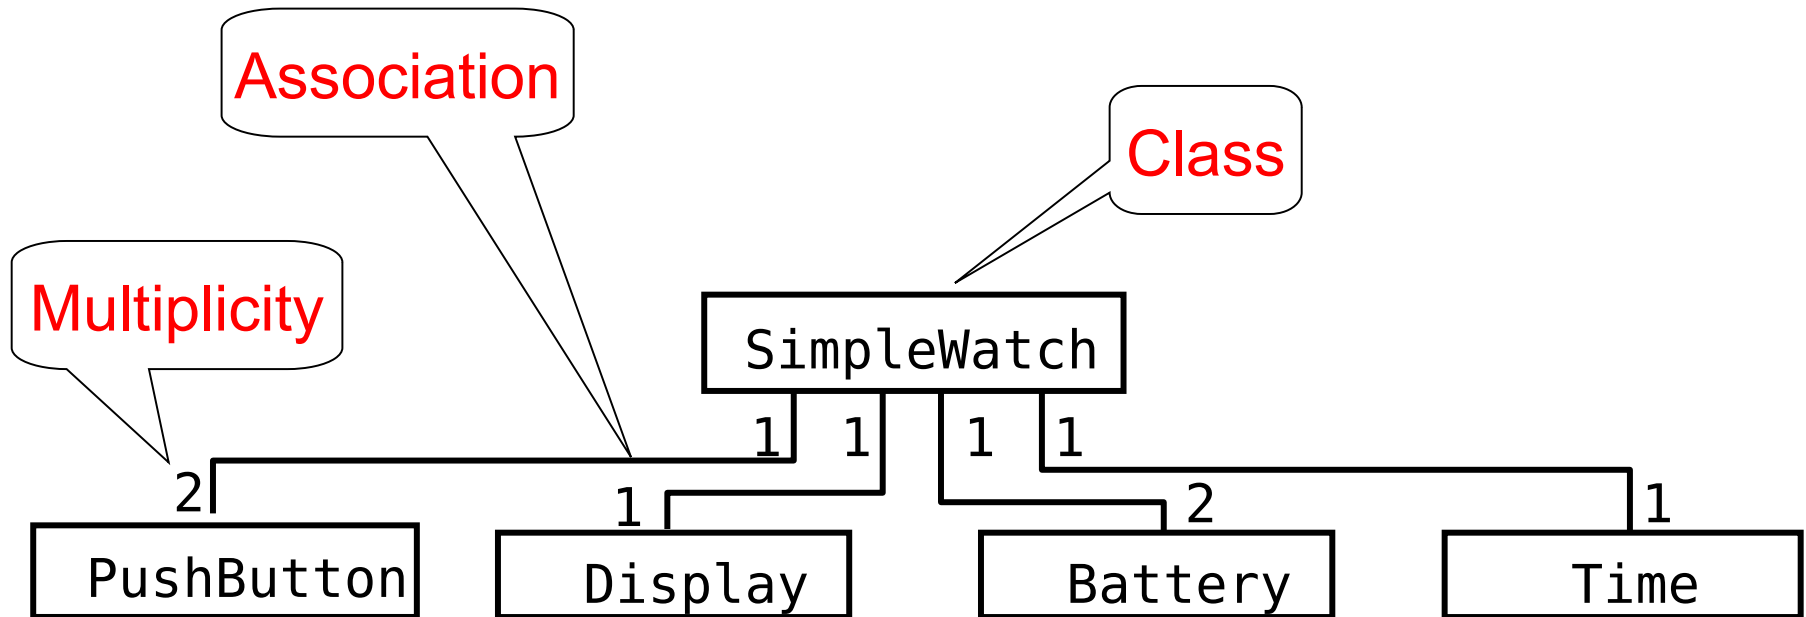 Association
Class
Multiplicity
SimpleWatch
1 1 1 1
2 1 2 1
PushButton Display Battery Time